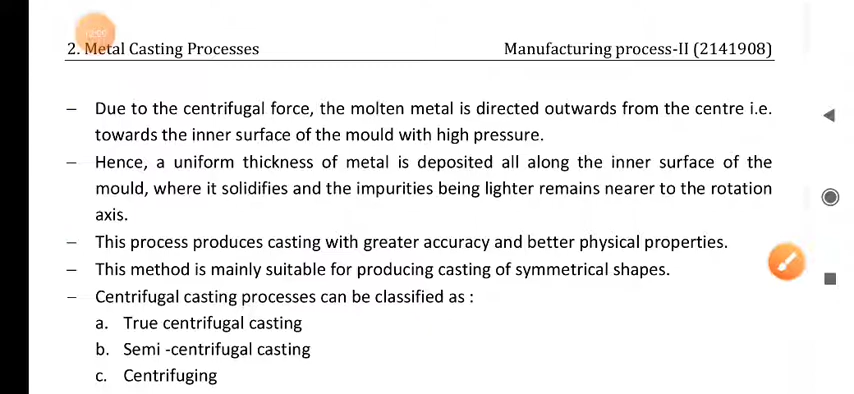 12:00
2. Metal Casting Processes Manufacturing process-II (2141908)
– Due to the centrifugal force, the molten metal is directed outwards from the centre i.e.
towards the inner surface of the mould with high pressure.
– Hence, a uniform thickness of metal is deposited all along the inner surface of the
mould, where it solidifies and the impurities being lighter remains nearer to the rotation
axis.
– This process produces casting with greater accuracy and better physical properties.
– This method is mainly suitable for producing casting of symmetrical shapes.
– Centrifugal casting processes can be classified as :
a. True centrifugal casting
b. Semi -centrifugal casting
c. Centrifuging